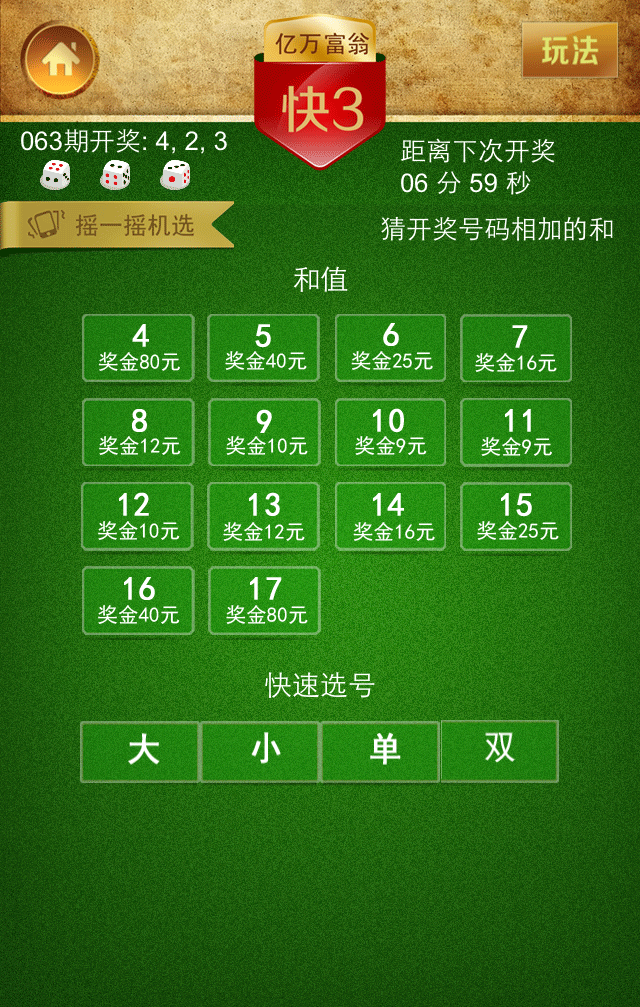 亿万富翁
快3
玩法
063期开奖: 4, 2, 3
距离下次开奖
06 分 59 秒
摇一摇机选
猜开奖号码相加的和
和值
4 5 6 7
奖金80元 奖金40元 奖金25元 奖金16元
8 9 10 11
奖金12元 奖金10元 奖金9元 奖金9元
12 13 14 15
奖金10元 奖金12元 奖金16元 奖金25元
16 17
奖金40元 奖金80元
快速选号
大 小 单 双